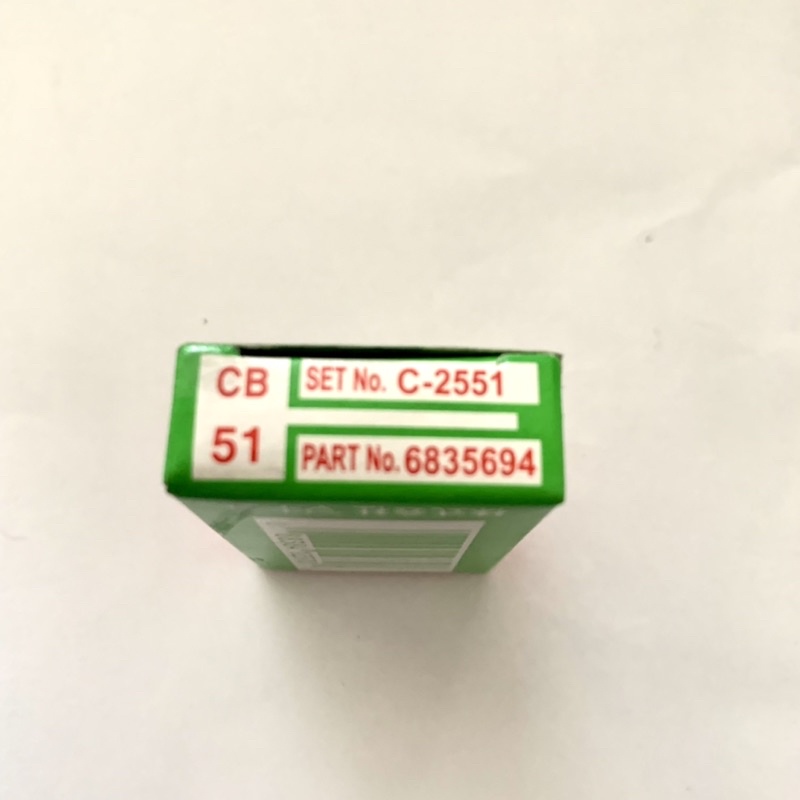 CB
51
SET No. C-2551
PART No. 6835694